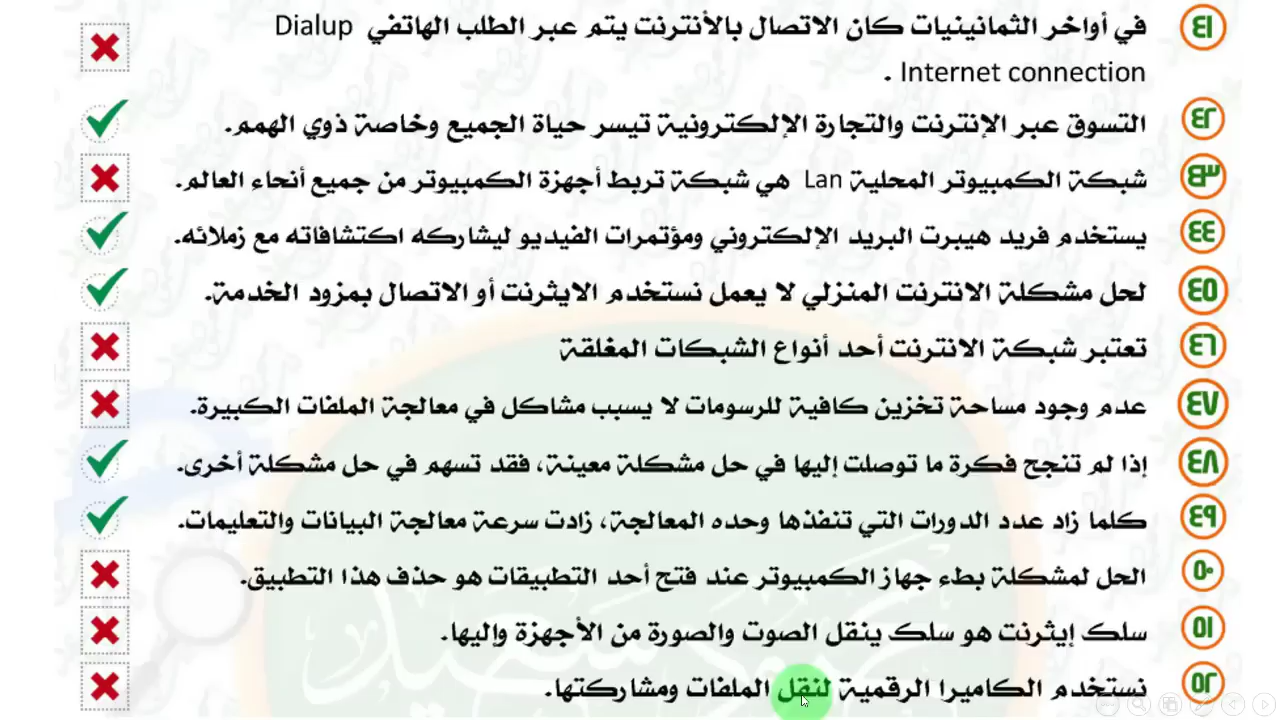 ٤١ في أواخر الثمانينيات كان الاتصال بالأنترنت يتم عبر الطلب الهاتفي Dialup
Internet connection .
٤٢ التسوق عبر الإنترنت والتجارة الإلكترونية تيسر حياة الجميع وخاصة ذوي الهمم.
٤٣ شبكة الكمبيوتر المحلية Lan هي شبكة تربط أجهزة الكمبيوتر من جميع أنحاء العالم.
٤٤ يستخدم فريد هيبرت البريد الإلكتروني ومؤتمرات الفيديو ليشاركه اكتشافاته مع زملائه.
٤٥ لحل مشكلة الانترنت المنزلي لا يعمل نستخدم الايثرنت أو الاتصال بمزود الخدمة.
٤٦ تعتبر شبكة الانترنت أحد أنواع الشبكات المغلقة
٤٧ عدم وجود مساحة تخزين كافية للرسومات لا يسبب مشاكل في معالجة الملفات الكبيرة.
٤٨ إذا لم تنجح فكرة ما توصلت إليها في حل مشكلة معينة، فقد تسهم في حل مشكلة أخرى.
٤٩ كلما زاد عدد الدورات التي تنفذها وحده المعالجة، زادت سرعة معالجة البيانات والتعليمات.
٥٠ الحل لمشكلة بطء جهاز الكمبيوتر عند فتح أحد التطبيقات هو حذف هذا التطبيق.
٥١ سلك إيثرنت هو سلك ينقل الصوت والصورة من الأجهزة واليها.
٥٢ نستخدم الكاميرا الرقمية لنقل الملفات ومشاركتها.